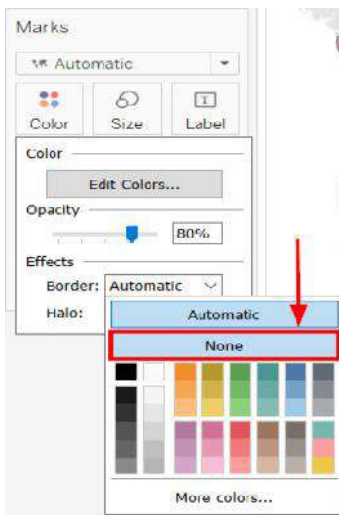 Marks
Automatic
Color
Size
Label
Color
Edit Colors...
Opacity
80%
Effects
Border: Automatic
Halo:
Automatic
None
More colors...